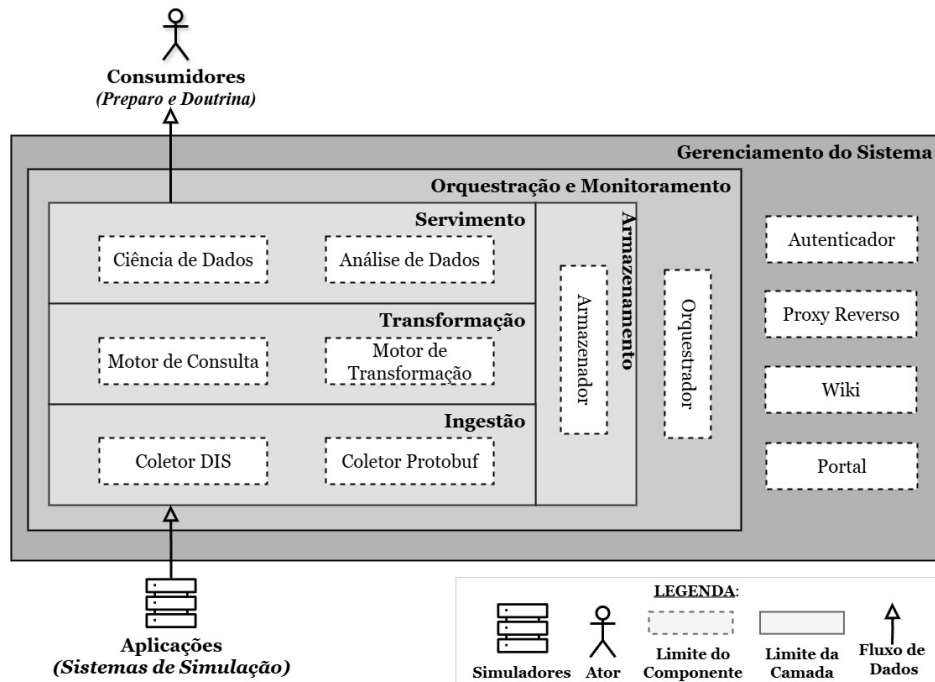 Consumidores
(Preparo e Doutrina)
Gerenciamento do Sistema
Orquestração e Monitoramento
Servimento
Ciência de Dados
Análise de Dados
Transformação
Motor de Consulta
Motor de
Transformação
Ingestão
Coletor DIS
Coletor Protobuf
Armazenamento
Armazenador
Orquestrador
Autenticador
Proxy Reverso
Wiki
Portal
Aplicações
(Sistemas de Simulação)
LEGENDA:
Simuladores
Ator
Limite do
Componente
Limite da
Camada
Fluxo de
Dados